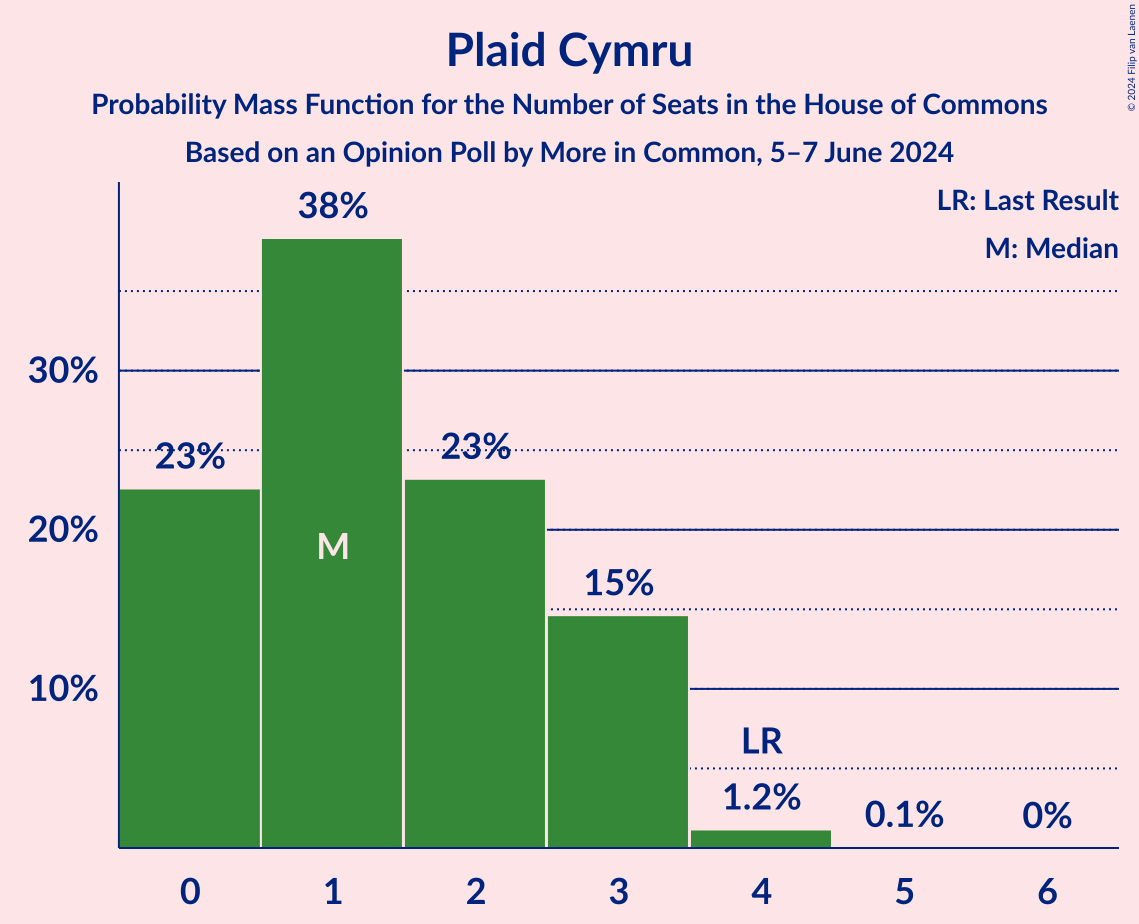 Plaid Cymru
Probability Mass Function for the Number of Seats in the House of Commons
Based on an Opinion Poll by More in Common, 5–7 June 2024
© 2024 Filip van Laenen
LR: Last Result
M: Median
38%
30%
23%
23%
M
20%
15%
10%
LR
1.2%
0.1%
0%
0
1
2
3
4
5
6